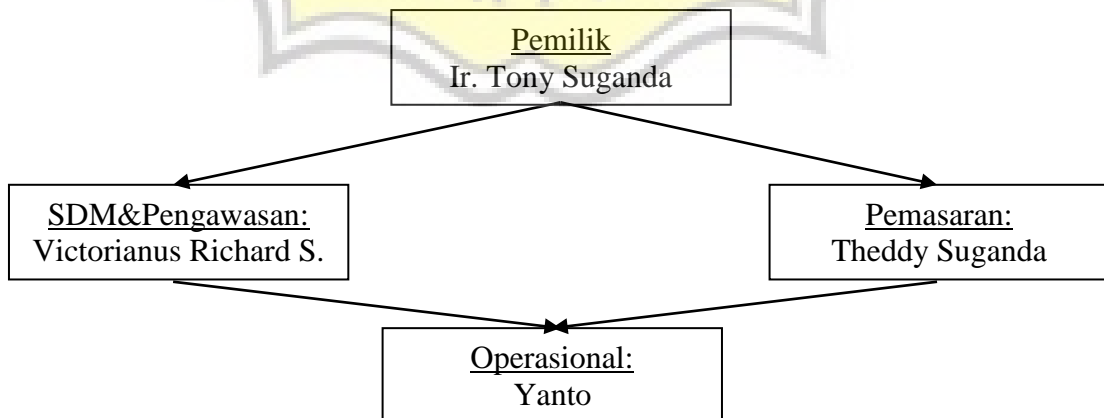 Pemilik
Ir. Tony Suganda
SDM&Pengawasan:
Victorianus Richard S.
Pemasaran:
Theddy Suganda
Operasional:
Yanto